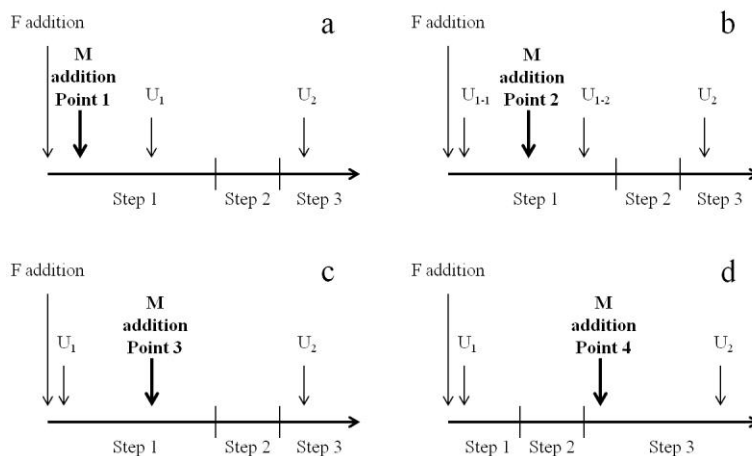 F addition
a
M
addition
Point 1
U1
U2
Step 1
Step 2
Step 3
b
M
addition
Point 2
U1-1
U1-2
U2
Step 1
Step 2
Step 3
F addition
c
M
addition
Point 3
U1
U2
Step 1
Step 2
Step 3
F addition
d
M
addition
Point 4
U1
U2
Step 1
Step 2
Step 3
F addition